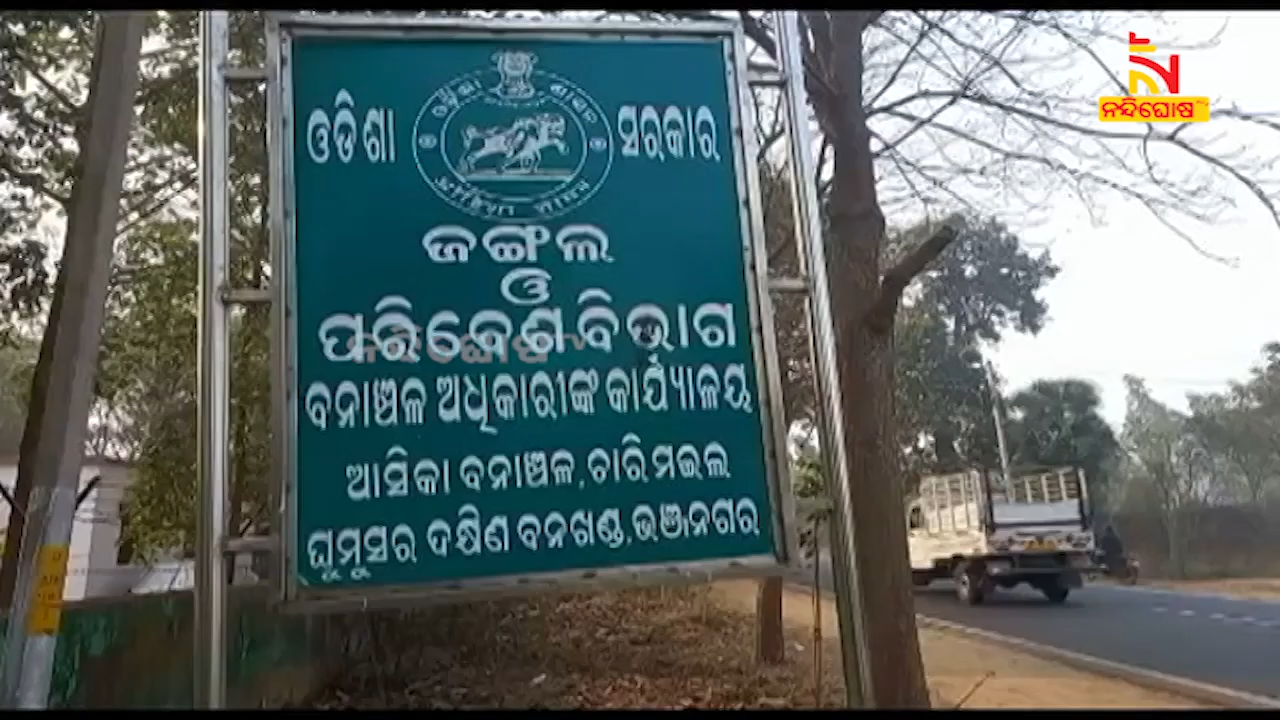 ନନ୍ଦିଘୋଷ
ଓଡିଶା ସରକାର
ଜଙ୍ଗଲ
ଓ
ପରିବେଶ ବିଭାଗ
ବନାଞ୍ଚଳ ଅଧିକାରୀଙ୍କ କାର୍ଯ୍ୟାଳୟ
ଆସିକା ବନାଞ୍ଚଳ, ଚାରି ମଇଲ
ଘୁମୁସର ଦକ୍ଷିଣ ବନଖଣ୍ଡ, ଭଞ୍ଜନଗର